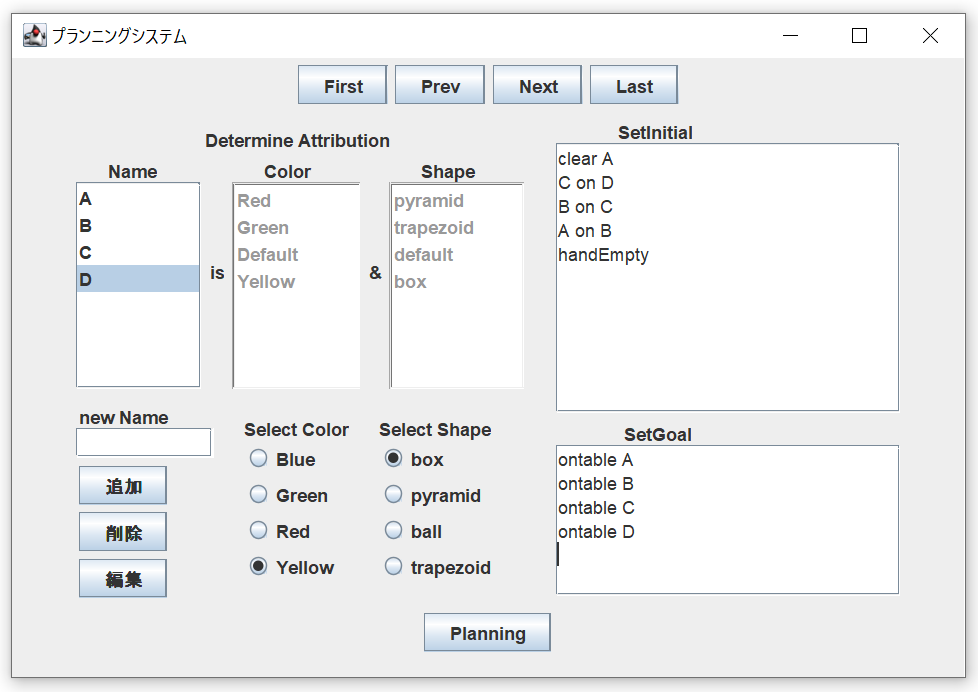 プランニングシステム
First Prev Next Last
Determine Attribution
Name Color Shape
A
B
C
D
is
Red
Green
Default
Yellow
&
pyramid
trapezoid
default
box
SetInitial
clear A
C on D
B on C
A on B
handEmpty
new Name
追加
削除
編集
Select Color
Blue
Green
Red
Yellow
Select Shape
box
pyramid
ball
trapezoid
SetGoal
ontable A
ontable B
ontable C
ontable D
Planning